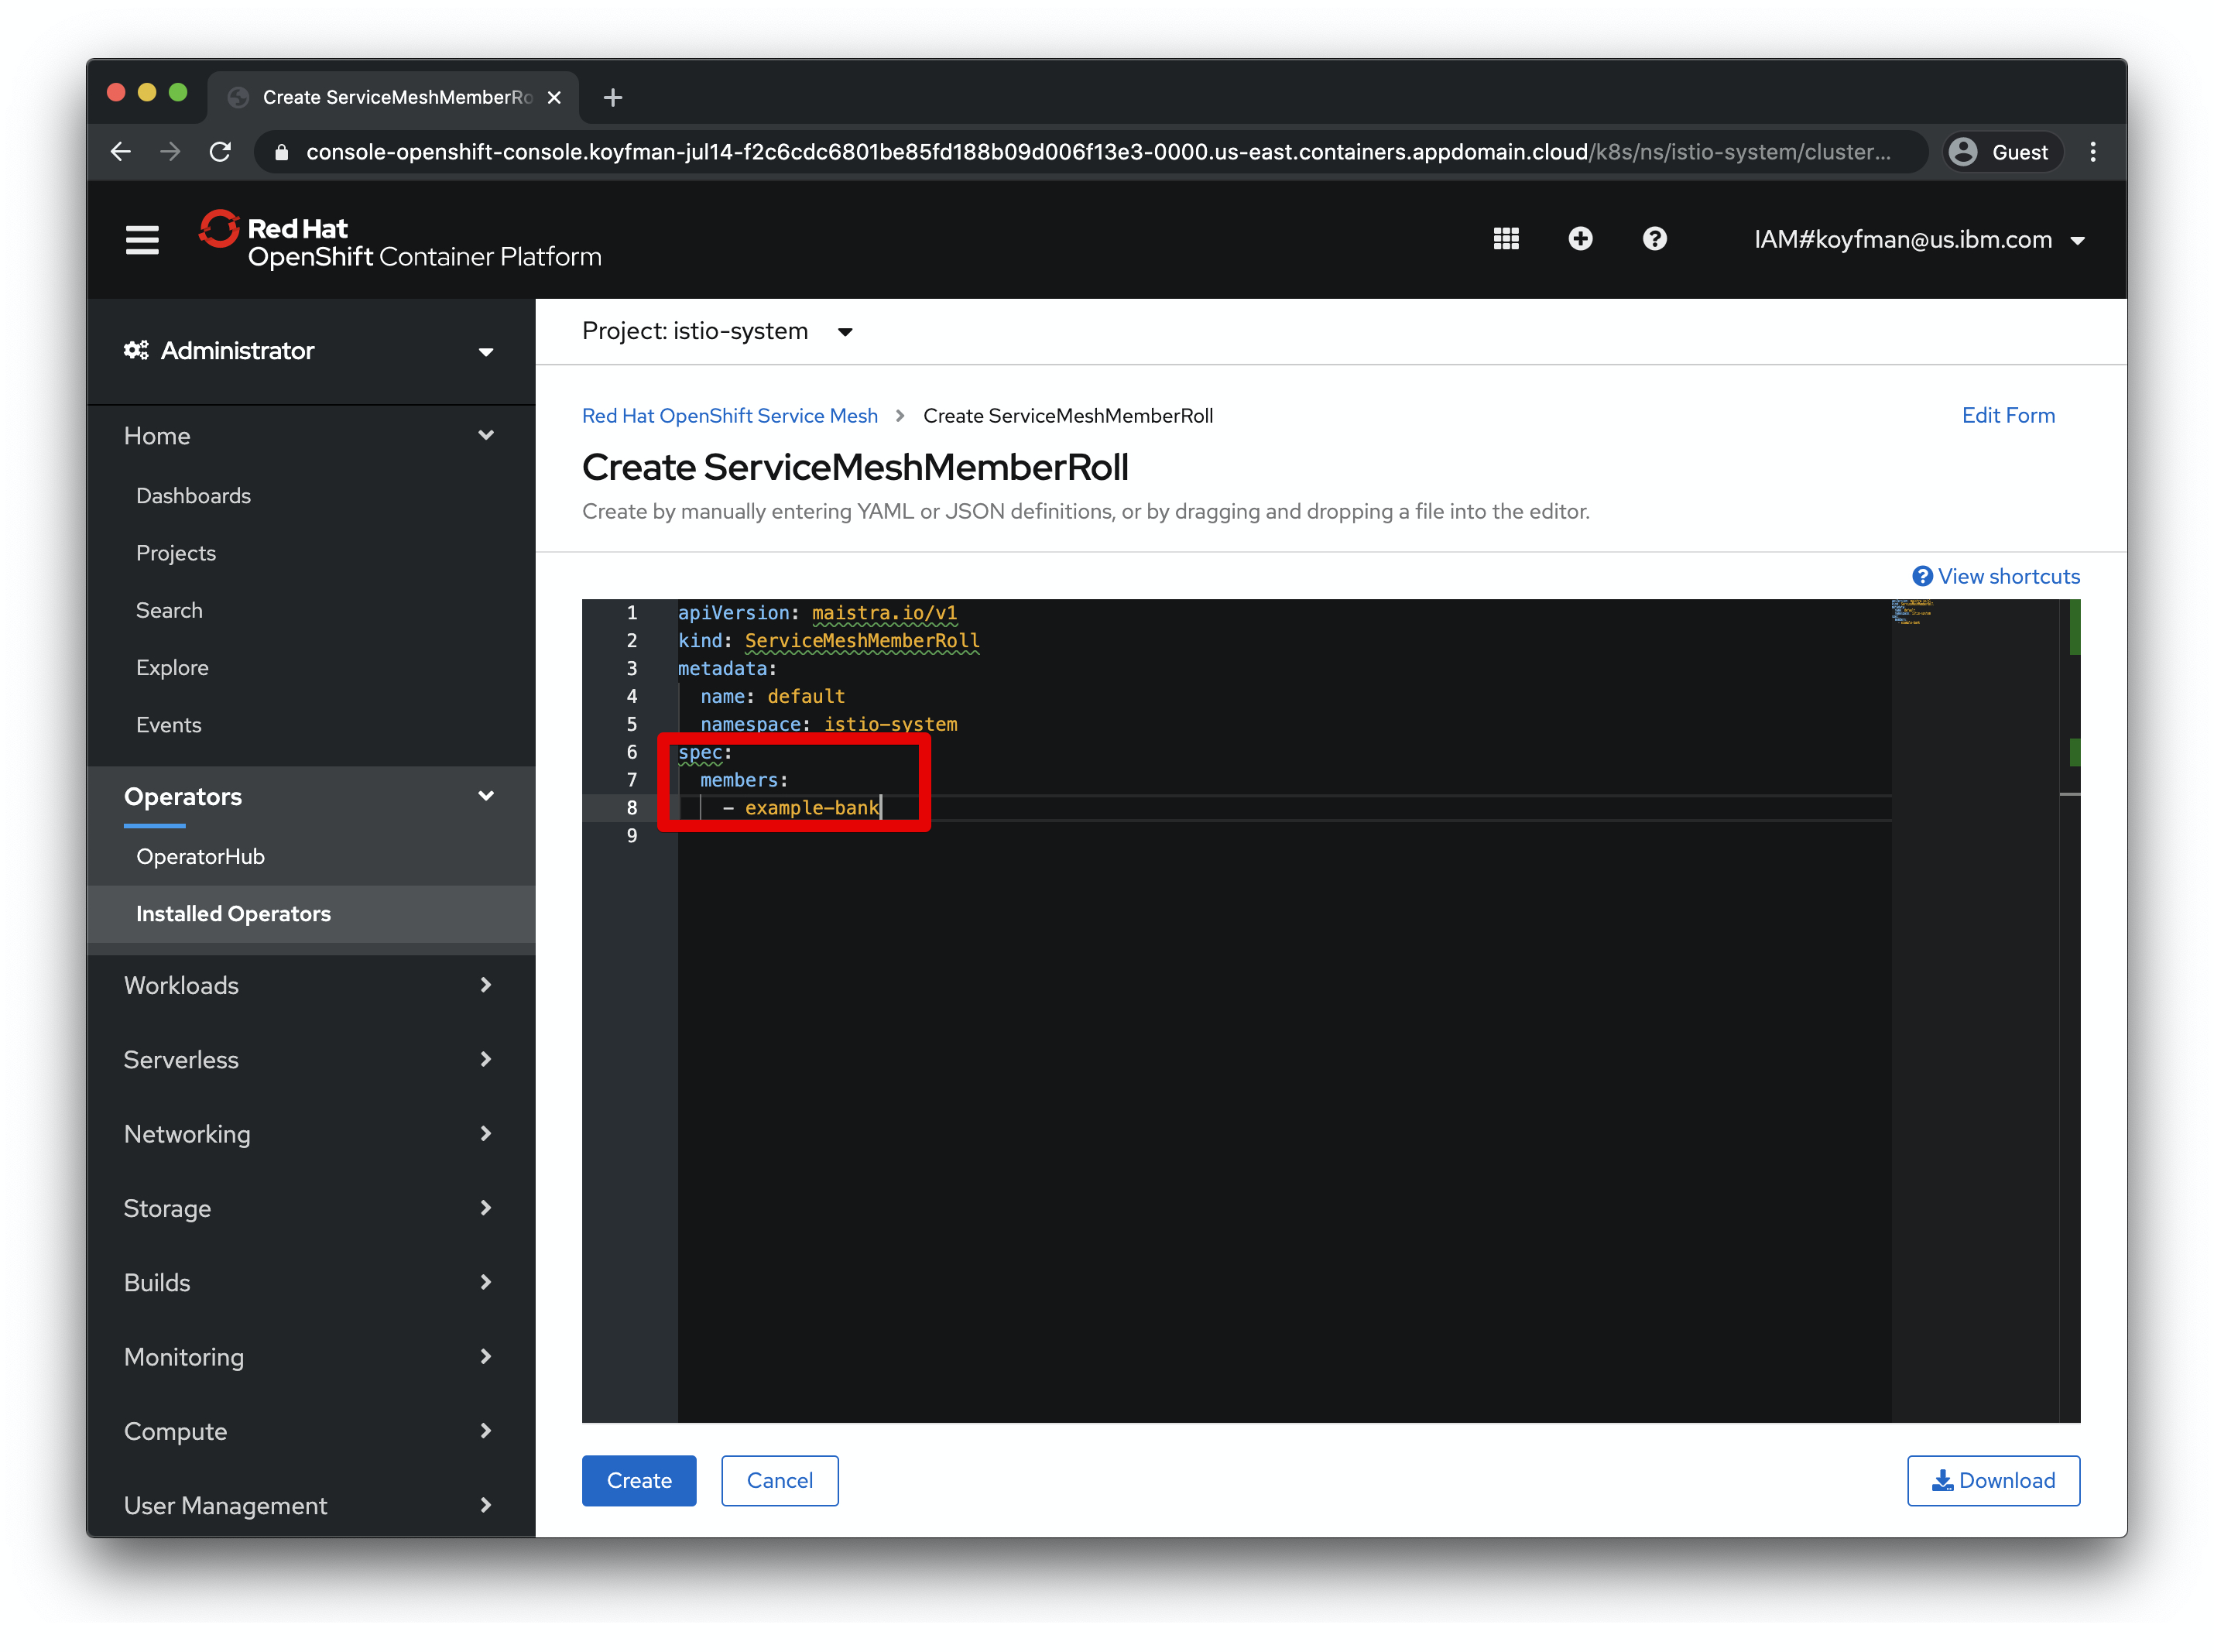 Create ServiceMeshMemberRo
console-openshift-console.koyfman-jul14-f2c6cdc6801be85fd188b09d006f13e3-0000.us-east.containers.appdomain.cloud/k8s/ns/istio-system/cluster...
Guest
Red Hat
OpenShift Container Platform
IAM#koyfman@us.ibm.com
Administrator
Home
Dashboards
Projects
Search
Explore
Events
Operators
OperatorHub
Installed Operators
Workloads
Serverless
Networking
Storage
Builds
Monitoring
Compute
User Management
Project: istio-system
Red Hat OpenShift Service Mesh > Create ServiceMeshMemberRoll
Edit Form
Create ServiceMeshMemberRoll
Create by manually entering YAML or JSON definitions, or by dragging and dropping a file into the editor.
View shortcuts
1 apiVersion: maistra.io/v1
2 kind: ServiceMeshMemberRoll
3 metadata:
4 name: default
5 namespace: istio-system
6 spec:
7 members:
8 - example-bank
9
Create
Cancel
Download